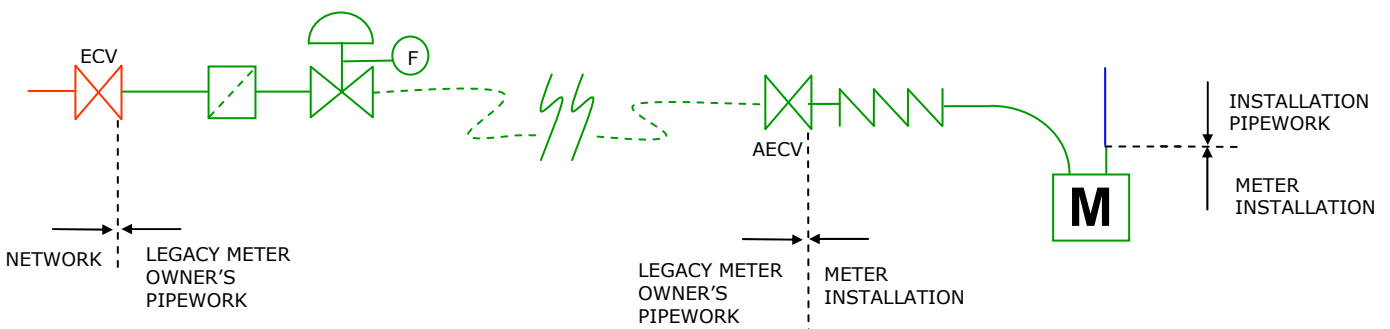 ECV
F
AECV
M
INSTALLATION
PIPEWORK
METER
INSTALLATION
NETWORK
LEGACY METER
OWNER'S
PIPEWORK
LEGACY METER
OWNER'S
PIPEWORK
METER
INSTALLATION